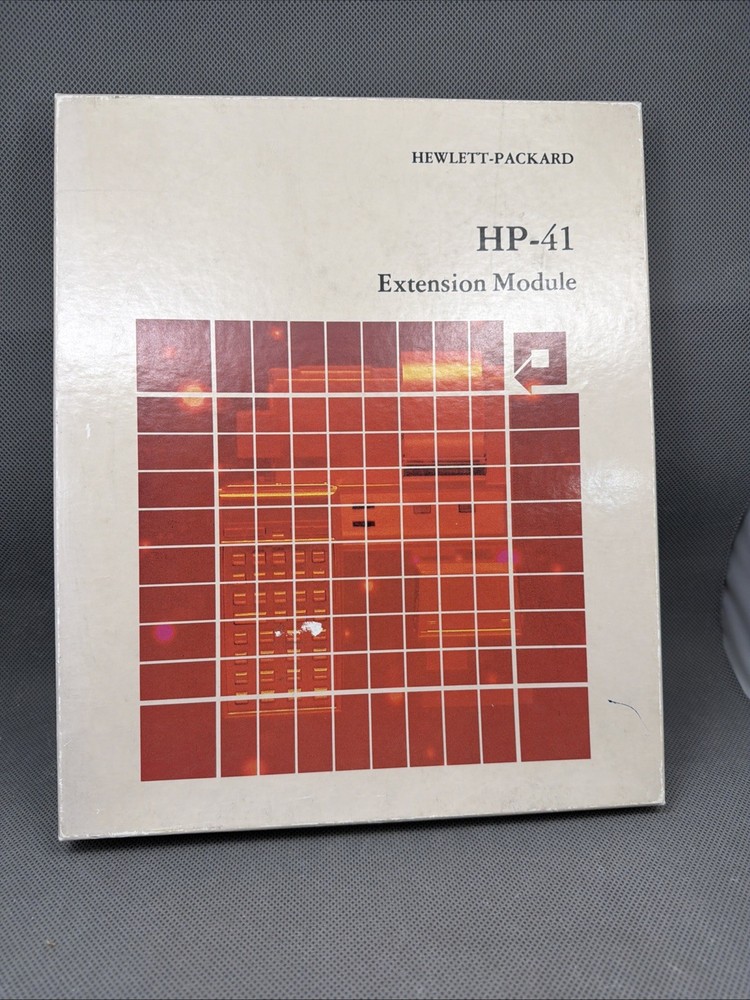 HEWLETT-PACKARD
HP-41
Extension Module